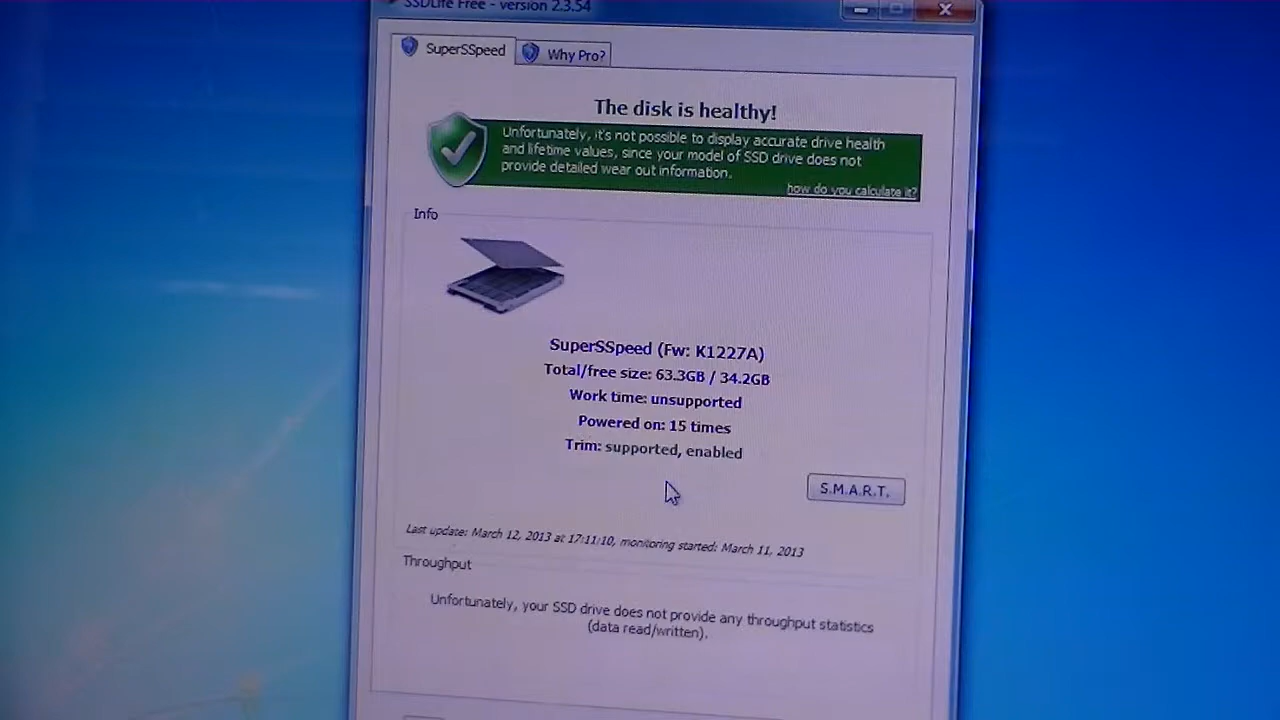 SSDLife Free - version 2.3.54
SuperSSpeed
Why Pro?
The disk is healthy!
Unfortunately, it's not possible to display accurate drive health
and lifetime values, since your model of SSD drive does not
provide detailed wear out information.
how do you calculate it?
Info
SuperSSpeed (Fw: K1227A)
Total/free size: 63.3GB / 34.2GB
Work time: unsupported
Powered on: 15 times
Trim: supported, enabled
S.M.A.R.T.
Last update: March 12, 2013 at 17:11:10, monitoring started: March 11, 2013
Throughput
Unfortunately, your SSD drive does not provide any throughput statistics
(data read/written).